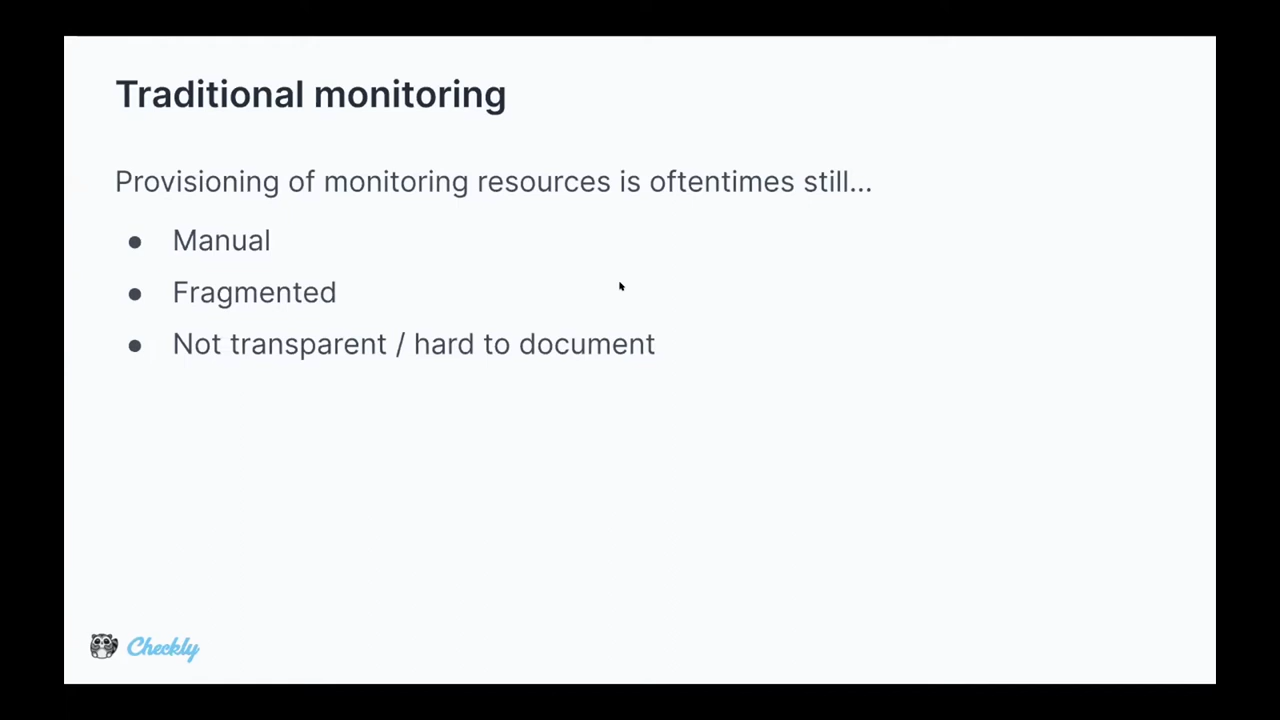 Traditional monitoring
Provisioning of monitoring resources is oftentimes still...
● Manual
● Fragmented
● Not transparent / hard to document
Checkly